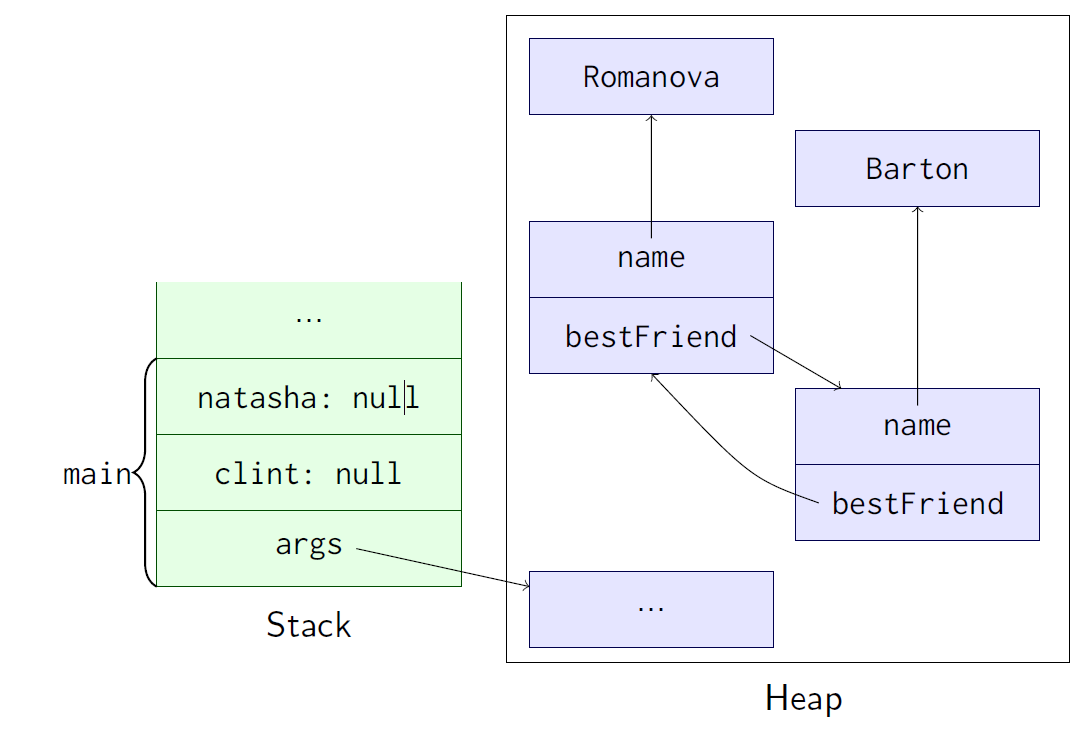 Romanova
Barton
name
bestFriend
...
natasha: null
name
clint: null
main
bestFriend
args
...
Stack
Heap